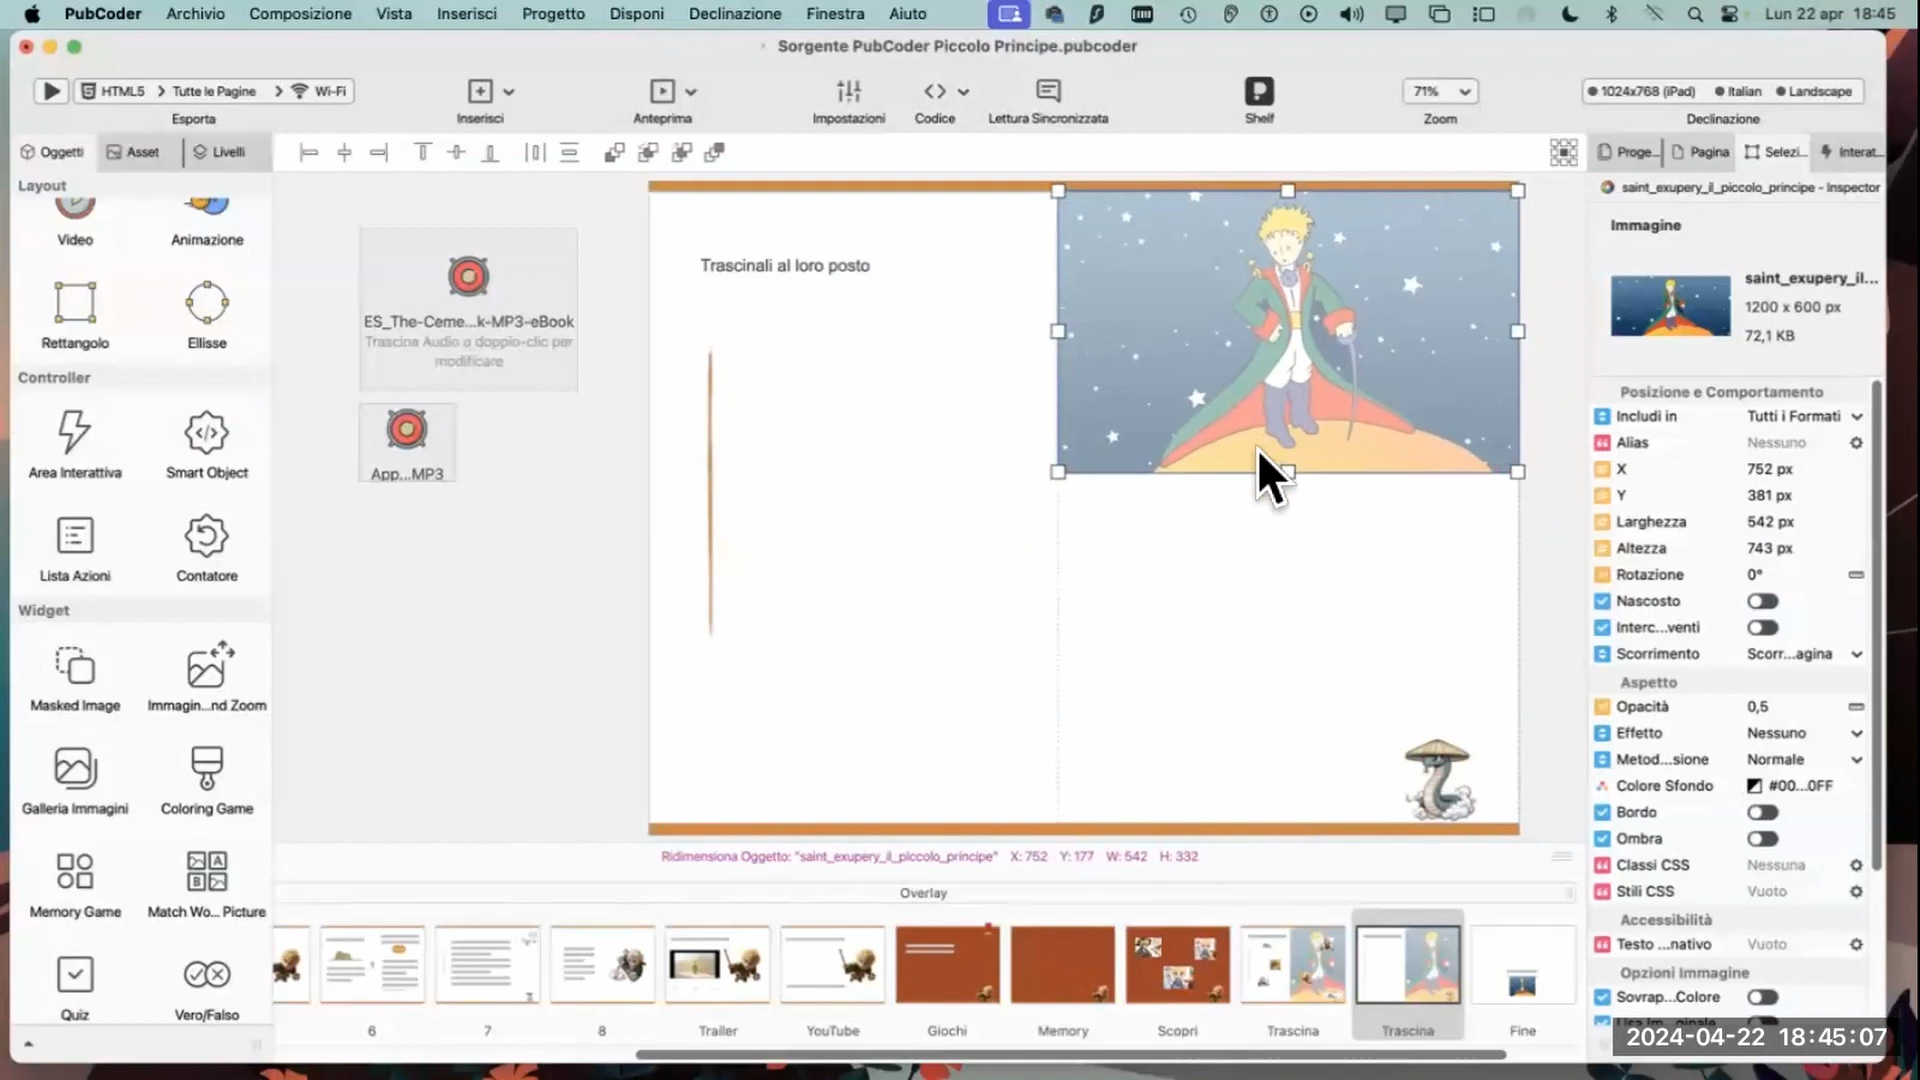 PubCoder Archivo Composizione Vista Inserisci Progetto Disponi Declinazione Finestra Aiuto Lun 22 apr 18:45
Sorgente PubCoder Piccolo Principe.pubcoder
HTML5 Tutte le Pagine Wi-Fi 71% 1024x768 (iPad) Italian Landscape
Esporta Inserisci Anteprima Impostazioni Codice Lettura Sincronizzata Shelf Zoom Declinazione
Oggetti Asset Livelli Proge... Pagina Selezi... Interat...
Layout
Video Animazione
Rettangolo Ellisse
Controller
Area Interattiva Smart Object
Lista Azioni Contatore
Widget
Masked Image Immagin...nd Zoom
Galleria Immagini Coloring Game
Memory Game Match Wo... Picture
Quiz Vero/Falso
ES_The-Ceme...k-MP3-eBook
Trascina Audio o doppio-clic per
modificare
App...MP3
Trascinali al loro posto
Ridimensiona Oggetto: "saint_exupery_il_piccolo_principe" X: 752 Y: 177 W: 542 H: 332
Overlay
6 7 8 Trailer YouTube Giochi Memory Scopri Trascina Trascina Fine
saint_exupery_il_piccolo_principe - Inspector
Immagine
saint_exupery_il...
1200 x 600 px
72,1 KB
Posizione e Comportamento
Includi in Tutti i Formati
Alias Nessuno
X 752 px
Y 381 px
Larghezza 542 px
Altezza 743 px
Rotazione 0°
Nascosto
Interc...venti
Scorrimento Scorr...agina
Aspetto
Opacità 0,5
Effetto Nessuno
Metod...sione Normale
Colore Sfondo #00...0FF
Bordo
Ombra
Classi CSS Nessuna
Stili CSS Vuoto
Accessibilità
Testo ...nativo Vuoto
Opzioni Immagine
Sovrap...Colore
2024-04-22 18:45:07